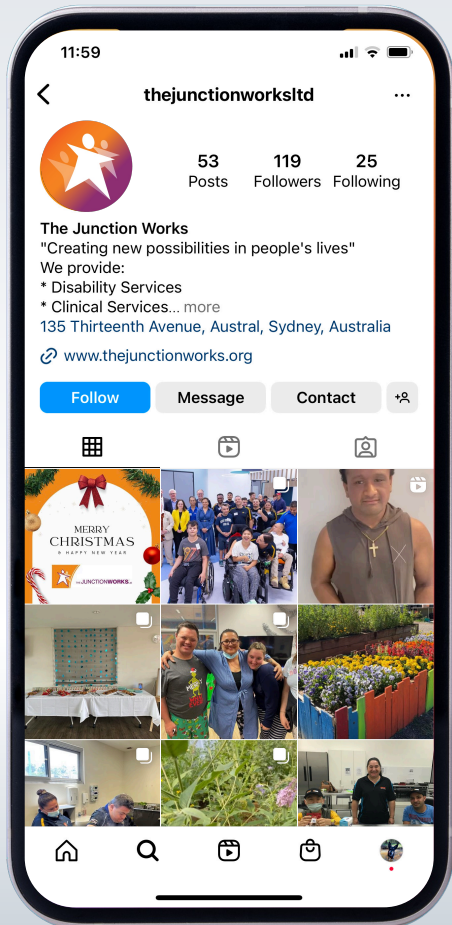 11:59
thejunctionworksltd
53 119 25
Posts Followers Following
The Junction Works
"Creating new possibilities in people's lives"
We provide:
* Disability Services
* Clinical Services... more
135 Thirteenth Avenue, Austral, Sydney, Australia
www.thejunctionworks.org
Follow Message Contact
MERRY
CHRISTMAS
& HAPPY NEW YEAR
THE JUNCTIONWORKS